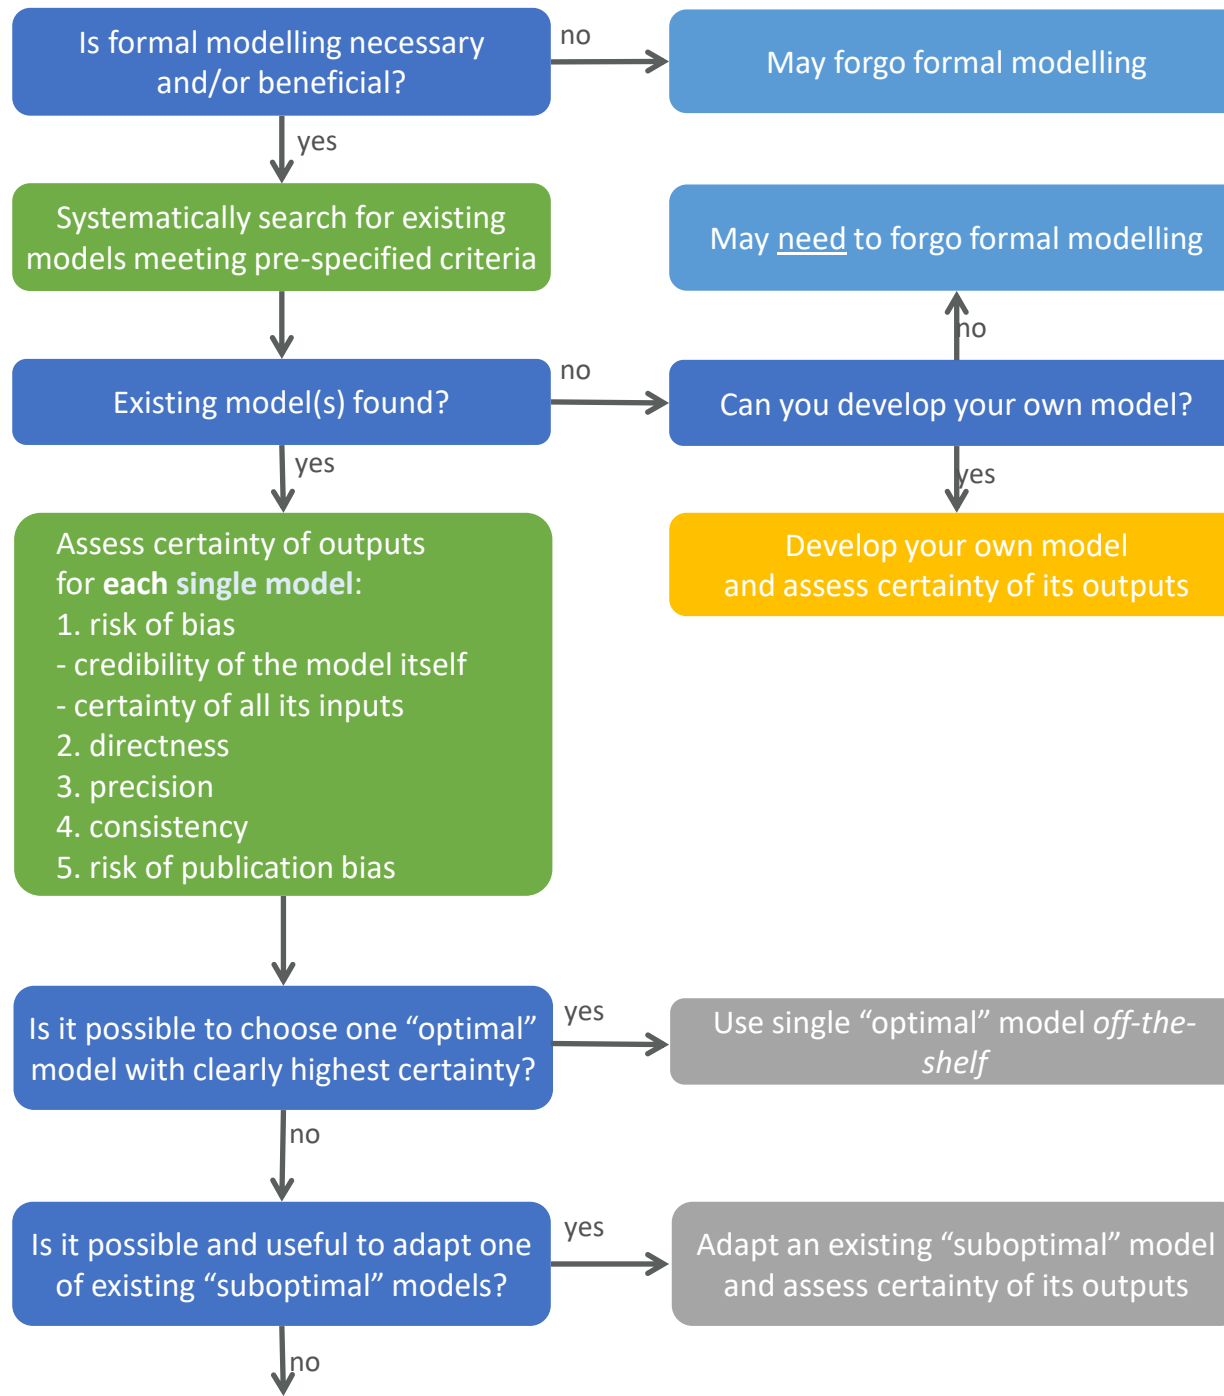 Is formal modelling necessary
and/or beneficial?
no
May forgo formal modelling
yes
Systematically search for existing
models meeting pre-specified criteria
May need to forgo formal modelling
no
Existing model(s) found?
no
Can you develop your own model?
yes
yes
Assess certainty of outputs
for each single model:
1. risk of bias
- credibility of the model itself
- certainty of all its inputs
2. directness
3. precision
4. consistency
5. risk of publication bias
Develop your own model
and assess certainty of its outputs
Is it possible to choose one “optimal”
model with clearly highest certainty?
yes
Use single “optimal” model off-the-
shelf
no
Is it possible and useful to adapt one
of existing “suboptimal” models?
yes
Adapt an existing “suboptimal” model
and assess certainty of its outputs
no